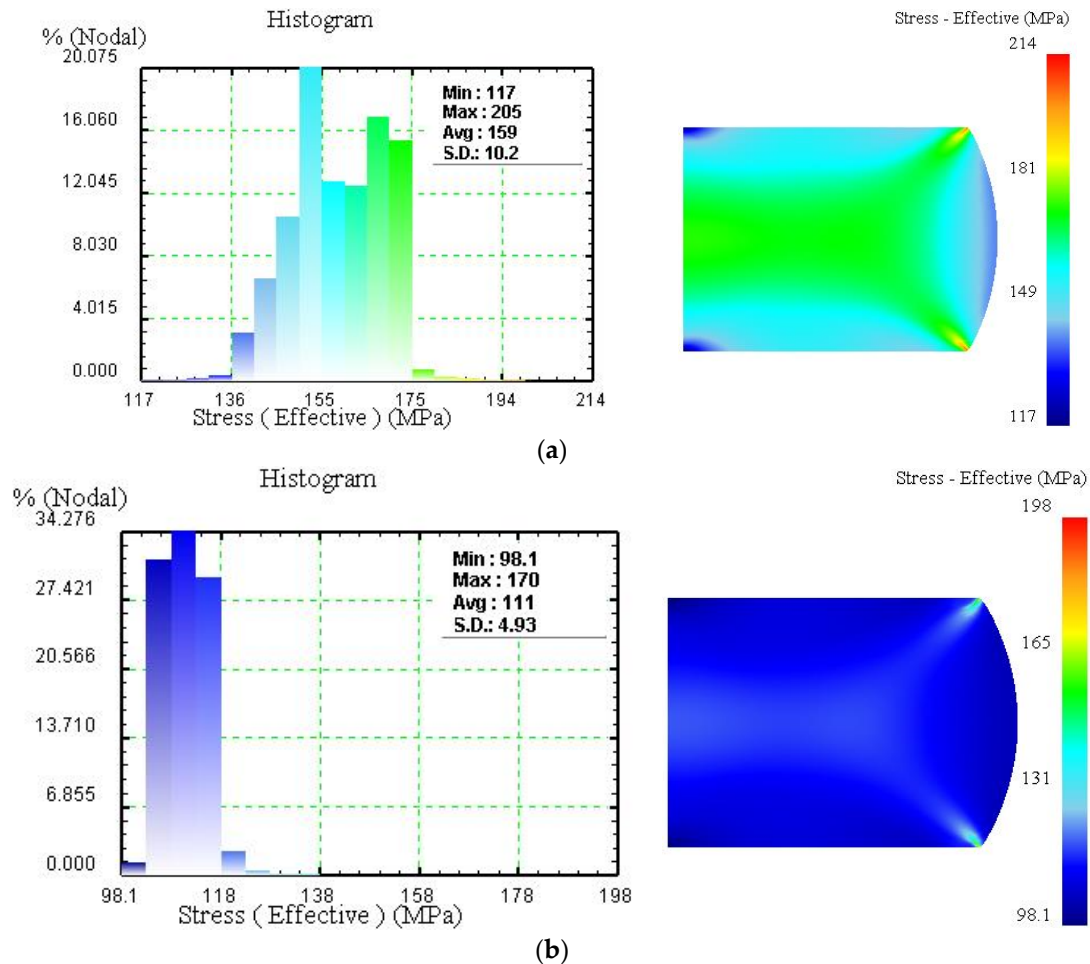 Histogram
% (Nodal)
20.075
16.060
12.045
8.030
4.015
0.000
117 136 155 175 194 214
Stress ( Effective ) (MPa)
Min : 117
Max : 205
Avg : 159
S.D.: 10.2
Stress - Effective (MPa)
214
181
149
117
(a)
Histogram
% (Nodal)
34.276
27.421
20.566
13.710
6.855
0.000
98.1 118 138 158 178 198
Stress ( Effective ) (MPa)
Min : 98.1
Max : 170
Avg : 111
S.D.: 4.93
Stress - Effective (MPa)
198
165
131
98.1
(b)